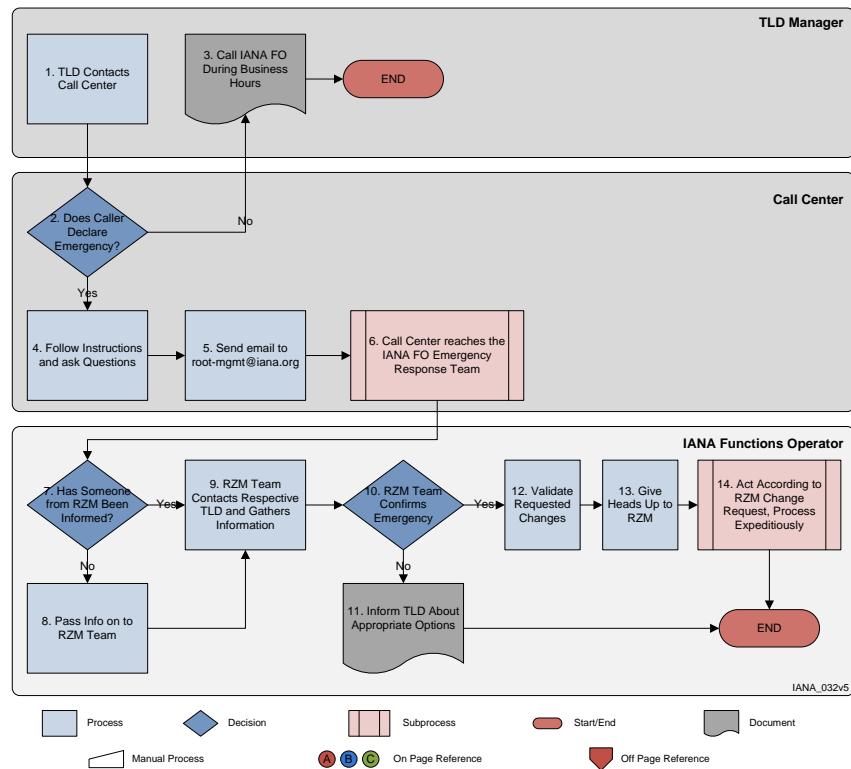 TLD Manager
1. TLD Contacts
Call Center
3. Call IANA FO
During Business
Hours
END
Call Center
2. Does Caller
Declare
Emergency?
No
Yes
4. Follow Instructions
and ask Questions
5. Send email to
root-mgmt@iana.org
6. Call Center reaches the
IANA FO Emergency
Response Team
IANA Functions Operator
7. Has Someone
from RZM Been
Informed?
Yes
No
8. Pass Info on to
RZM Team
9. RZM Team
Contacts Respective
TLD and Gathers
Information
10. RZM Team
Confirms
Emergency
Yes
No
11. Inform TLD About
Appropriate Options
12. Validate
Requested
Changes
13. Give
Heads Up to
RZM
14. Act According to
RZM Change
Request, Process
Expeditiously
END
IANA_032v5
Process
Decision
Subprocess
Start/End
Document
Manual Process
A B C On Page Reference
Off Page Reference